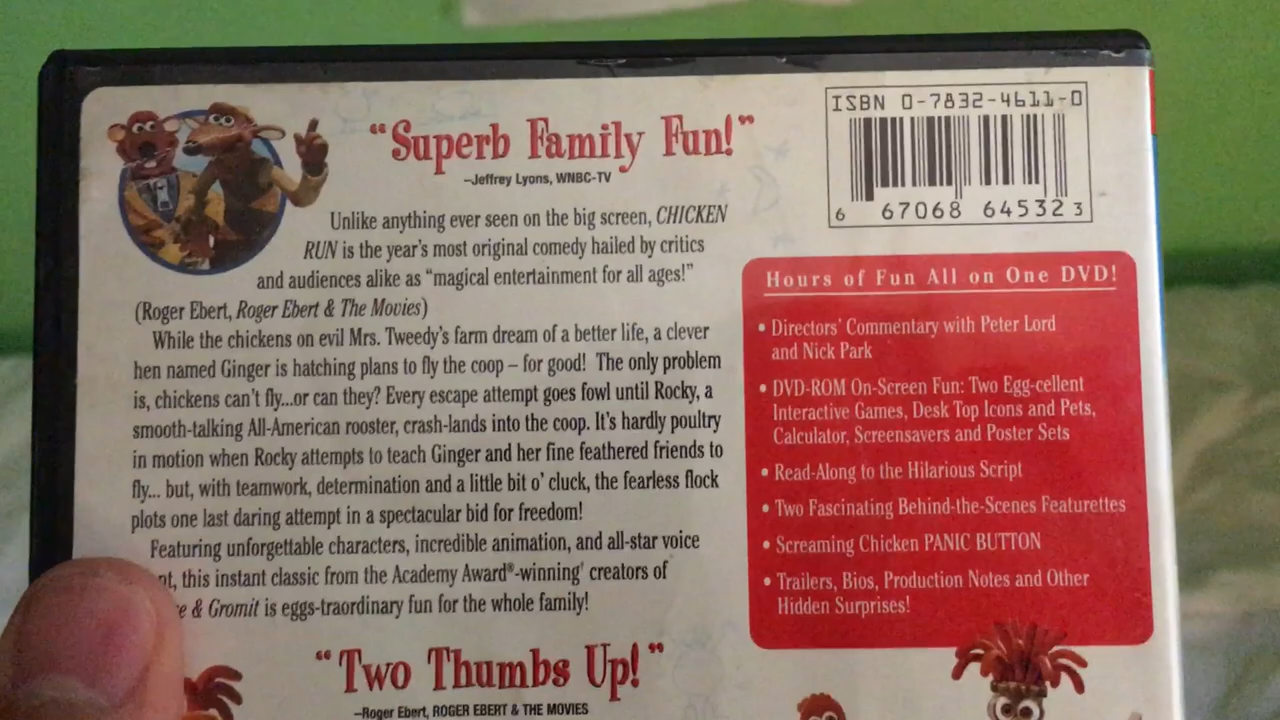 "Superb Family Fun!"
–Jeffrey Lyons, WNBC-TV
Unlike anything ever seen on the big screen, CHICKEN
RUN is the year's most original comedy hailed by critics
and audiences alike as "magical entertainment for all ages!"
(Roger Ebert, Roger Ebert & The Movies)
While the chickens on evil Mrs. Tweedy's farm dream of a better life, a clever
hen named Ginger is hatching plans to fly the coop – for good! The only problem
is, chickens can't fly...or can they? Every escape attempt goes fowl until Rocky, a
smooth-talking All-American rooster, crash-lands into the coop. It's hardly poultry
in motion when Rocky attempts to teach Ginger and her fine feathered friends to
fly... but, with teamwork, determination and a little bit o' cluck, the fearless flock
plots one last daring attempt in a spectacular bid for freedom!
Featuring unforgettable characters, incredible animation, and all-star voice
this instant classic from the Academy Award®-winning† creators of
& Gromit is eggs-traordinary fun for the whole family!
"Two Thumbs Up!"
–Roger Ebert, ROGER EBERT & THE MOVIES
ISBN 0-7832-4611-0
6 67068 64532 3
Hours of Fun All on One DVD!
• Directors' Commentary with Peter Lord
and Nick Park
• DVD-ROM On-Screen Fun: Two Egg-cellent
Interactive Games, Desk Top Icons and Pets,
Calculator, Screensavers and Poster Sets
• Read-Along to the Hilarious Script
• Two Fascinating Behind-the-Scenes Featurettes
• Screaming Chicken PANIC BUTTON
• Trailers, Bios, Production Notes and Other
Hidden Surprises!